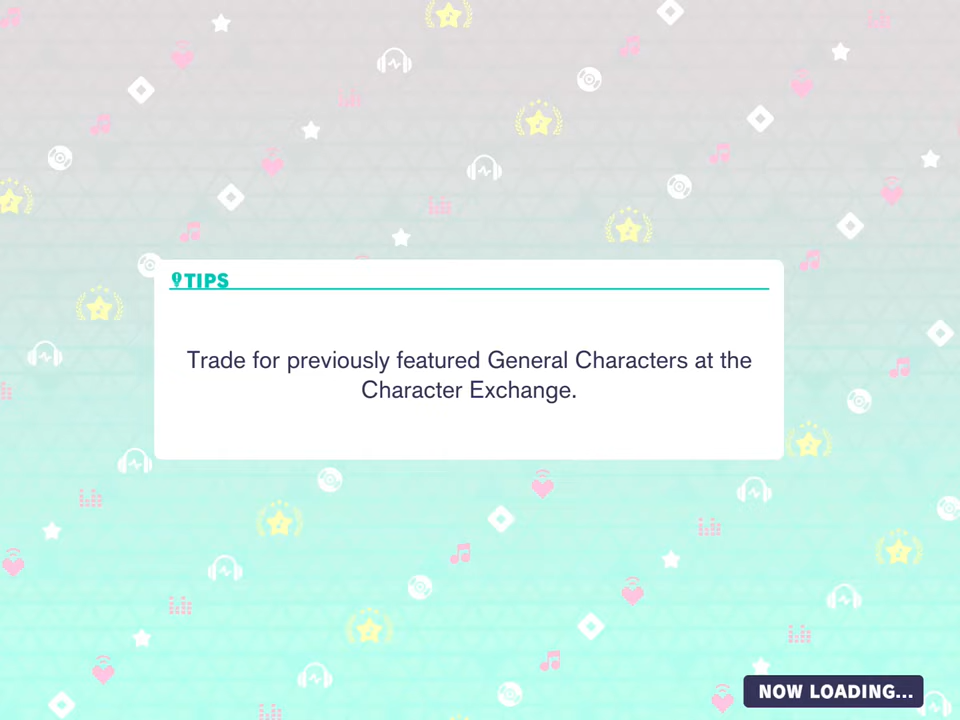 TIPS
Trade for previously featured General Characters at the
Character Exchange.
NOW LOADING...